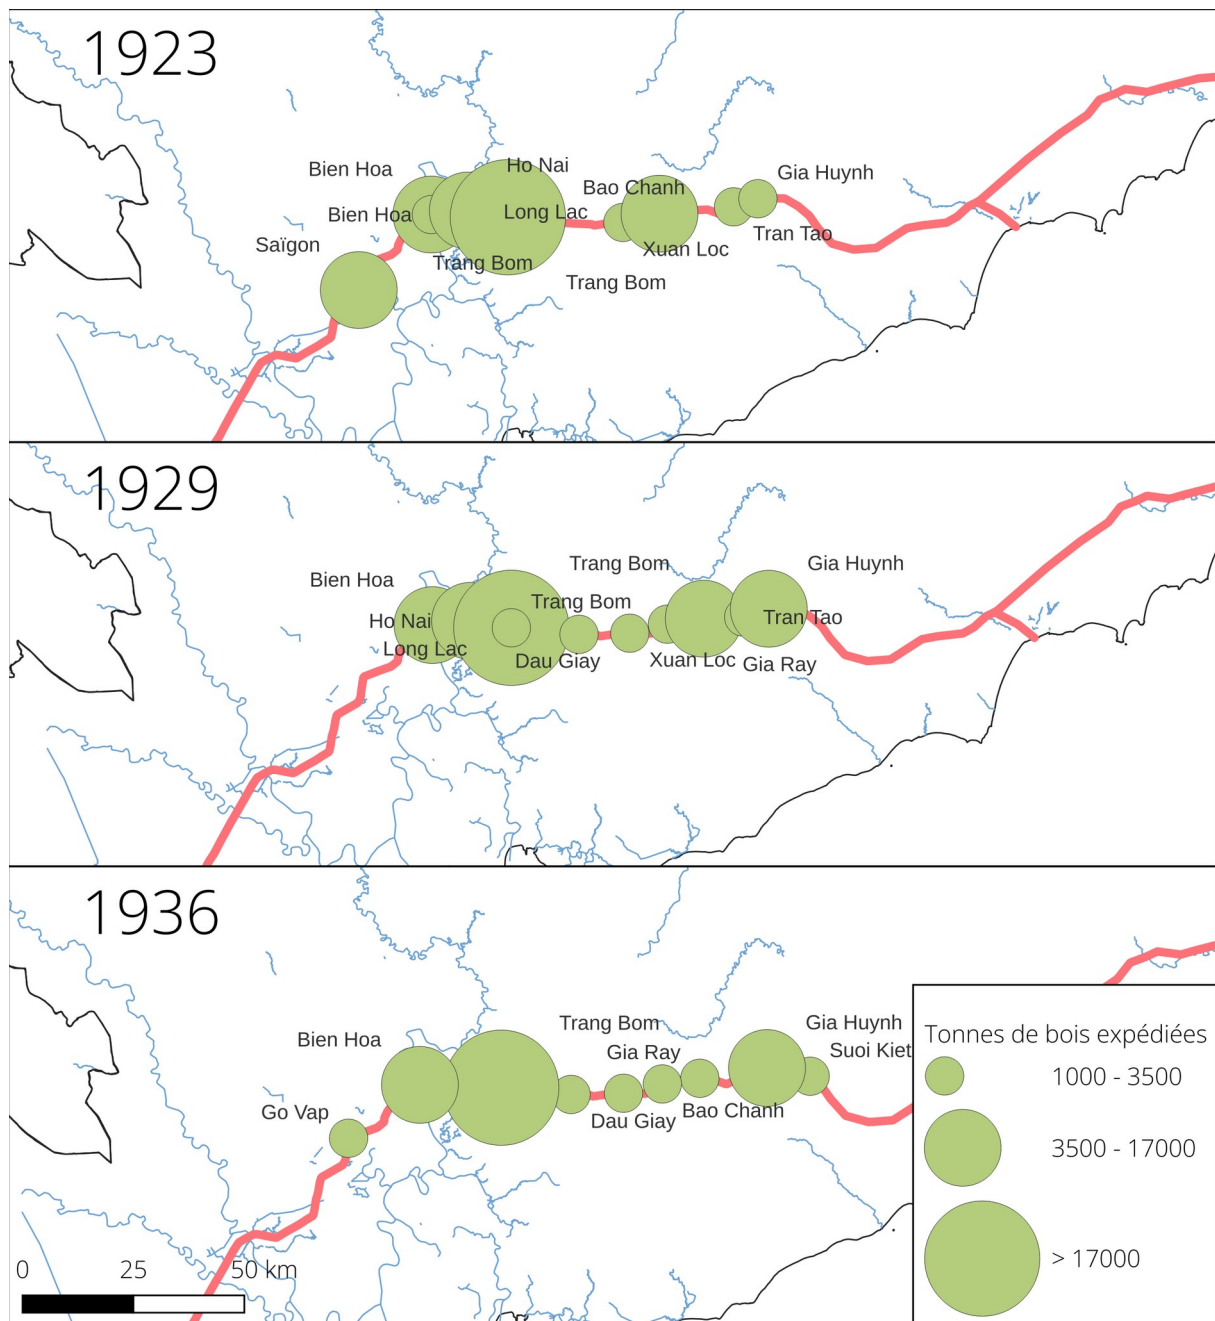 1923
Ho Nai
Bien Hoa
Gia Huynh
Bao Chanh
Long Lac
Bien Hoa
Tran Tao
Saïgon
Xuan Loc
Trang Bom
Trang Bom
1929
Trang Bom
Gia Huynh
Bien Hoa
Trang Bom
Tran Tao
Ho Nai
Long Lac
Dau Giay
Xuan Loc
Gia Ray
1936
Trang Bom
Gia Huynh
Bien Hoa
Gia Ray
Suoi Kiet
Go Vap
Bao Chanh
Dau Giay
Tonnes de bois expédiées
1000 - 3500
3500 - 17000
> 17000
0 25 50 km